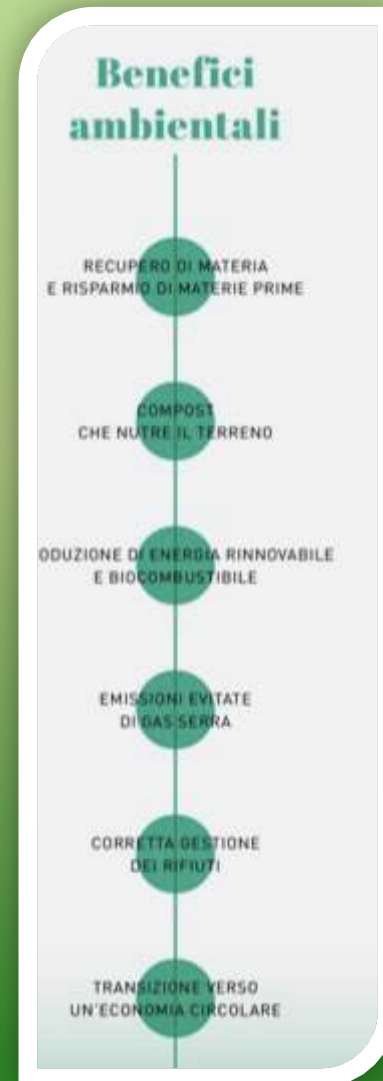 Benefici
ambientali
RECUPERO DI MATERIA
E RISPARMIO DI MATERIE PRIME
COMPOST
CHE NUTRE IL TERRENO
ODUZIONE DI ENERGIA RINNOVABILE
E BIOCOMBUSTIBILE
EMISSIONI EVITATE
DI GAS SERRA
CORRETTA GESTIONE
DEI RIFIUTI
TRANSIZIONE VERSO
UN'ECONOMIA CIRCOLARE